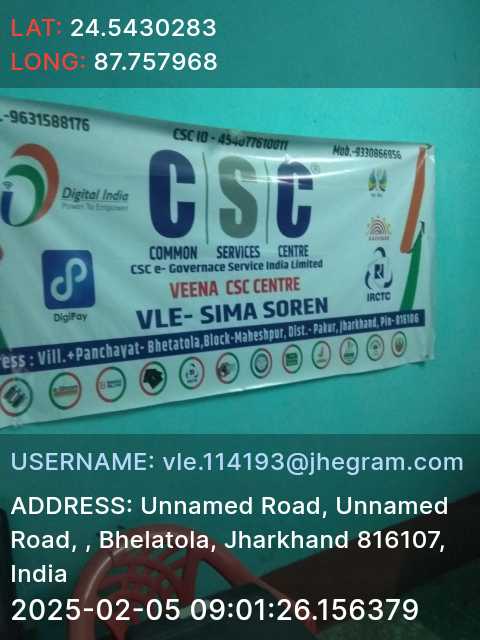 LAT: 24.5430283
LONG: 87.757968
.-9631588176
CSC ID - 454077610011
Mob.-9330866956
Digital India
Power To Empower
CSC
COMMON SERVICES CENTRE
CSC e- Governace Service India Limited
VEENA CSC CENTRE
DigiPay
VLE- SIMA SOREN
IRCTC
ess : Vill.+Panchayat- Bhetatola,Block-Maheshpur, Dist.- Pakur,Jharkhand, Pin-816106
USERNAME: vle.114193@jhegram.com
ADDRESS: Unnamed Road, Unnamed
Road, , Bhelatola, Jharkhand 816107,
India
2025-02-05 09:01:26.156379